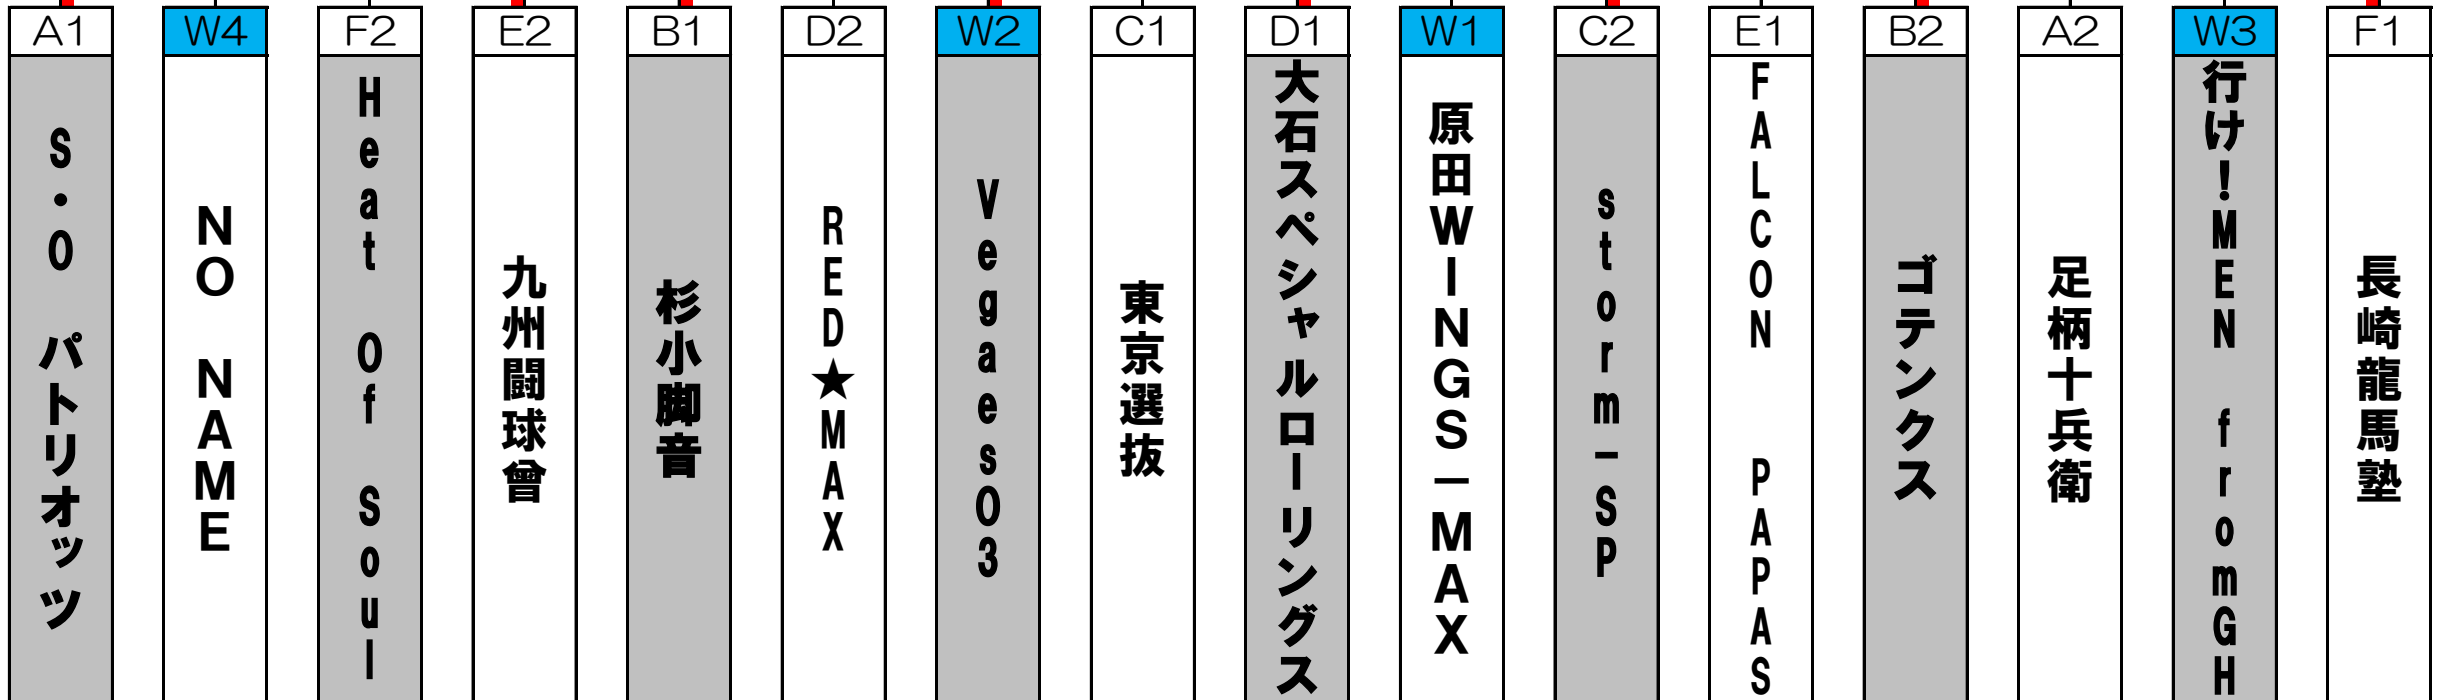 A1
S・O パトリオッツ
W4
NO NAME
F2
Heat Of Soul
E2
九州闘球曾
B1
杉小脚音
D2
RED★MAX
W2
Vegaes03
C1
東京選抜
D1
大石スペシャルローリングス
W1
原田WINGS－MAX
C2
storm－SP
E1
FALCON PAPAS
B2
ゴテンクス
A2
足柄十兵衛
W3
行け!MEN fromGH
F1
長崎龍馬塾